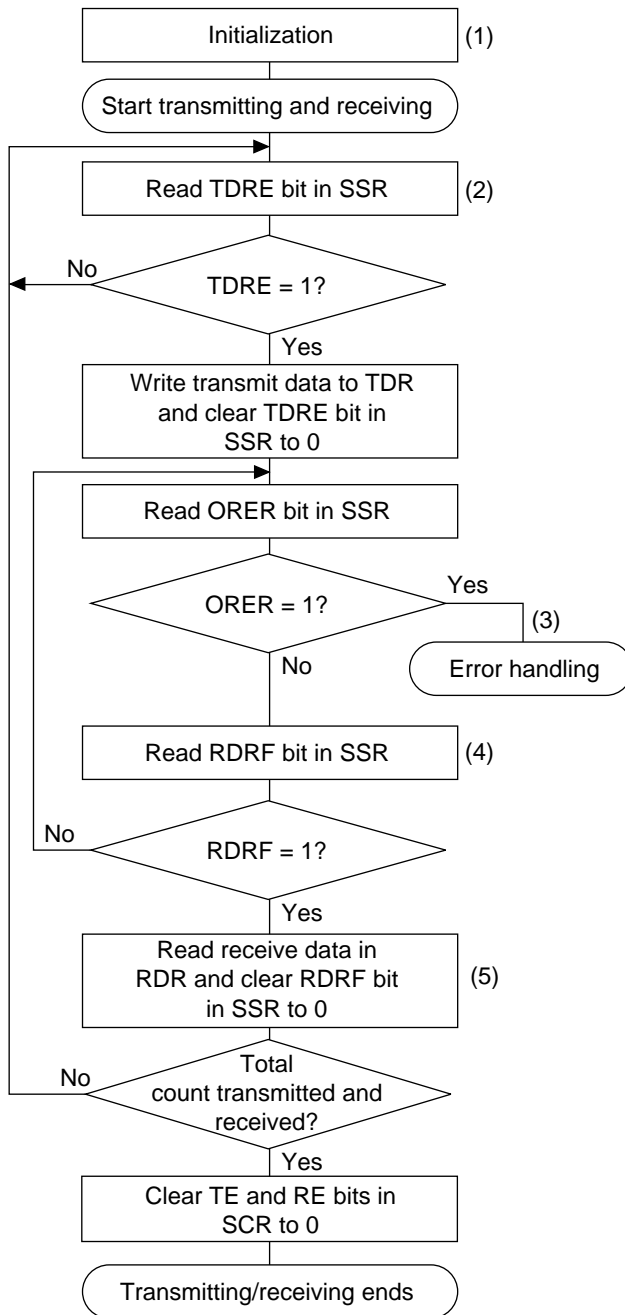 Initialization
(1)
Start transmitting and receiving
Read TDRE bit in SSR
(2)
No
TDRE = 1?
Yes
Write transmit data to TDR
and clear TDRE bit in
SSR to 0
Read ORER bit in SSR
Yes
ORER = 1?
(3)
No
Error handling
Read RDRF bit in SSR
(4)
No
RDRF = 1?
Yes
Read receive data in
RDR and clear RDRF bit
in SSR to 0
(5)
Total
No
count transmitted and
received?
Yes
Clear TE and RE bits in
SCR to 0
Transmitting/receiving ends